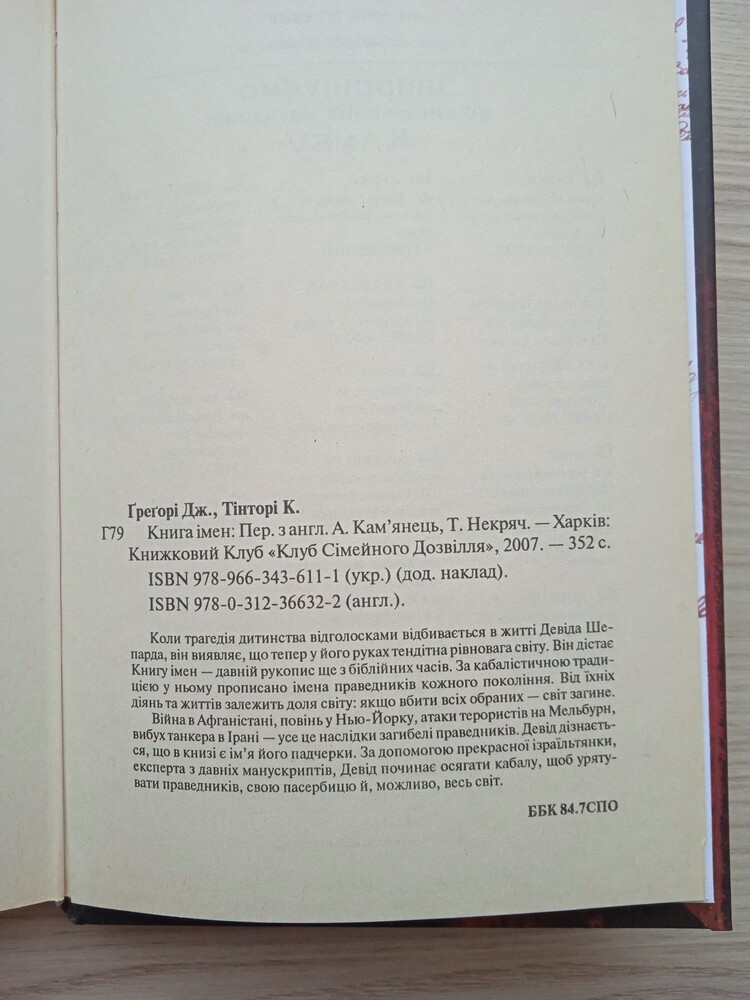 Ґреґорі Дж., Тінторі К.
Г79 Книга імен: Пер. з англ. А. Кам’янець, Т. Некряч. — Харків:
Книжковий Клуб «Клуб Сімейного Дозвілля», 2007. — 352 с.
ISBN 978-966-343-611-1 (укр.) (дод. наклад).
ISBN 978-0-312-36632-2 (англ.).
Коли трагедія дитинства відголосками відбивається в житті Девіда Ше-
парда, він виявляє, що тепер у його руках тендітна рівновага світу. Він дістає
Книгу імен — давній рукопис ще з біблійних часів. За кабалістичною тради-
цією у ньому прописано імена праведників кожного покоління. Від їхніх
діянь та життів залежить доля світу: якщо вбити всіх обраних — світ загине.
Війна в Афганістані, повінь у Нью-Йорку, атаки терористів на Мельбурн,
вибух танкера в Ірані — усе це наслідки загибелі праведників. Девід дізнаєть-
ся, що в книзі є ім’я його падчерки. За допомогою прекрасної ізраїльтянки,
експерта з давніх манускриптів, Девід починає осягати кабалу, щоб уряту-
вати праведників, свою пасербицю й, можливо, весь світ.
ББК 84.7СПО